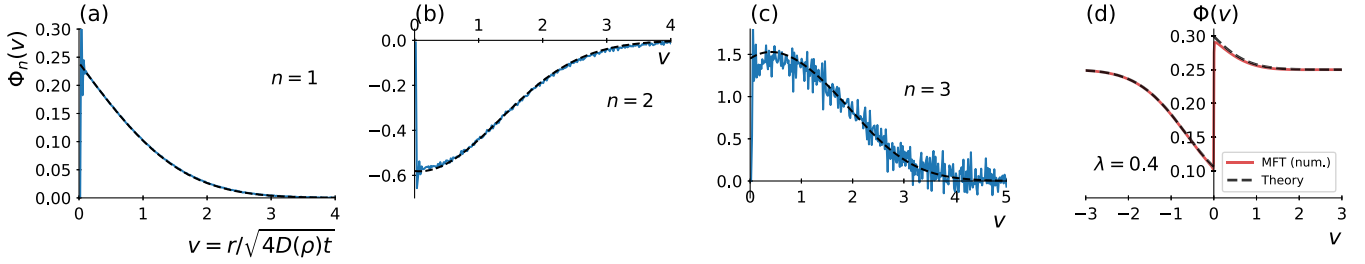 (a)
Φₙ(v)
0.30
0.25
0.20
0.15
0.10
0.05
0.00
n = 1
0 1 2 3 4
v = r/√4D(ρ)t
(b)
0 1 2 3 4
v
0.0
−0.2
−0.4
−0.6
n = 2
(c)
1.5
1.0
0.5
0.0
n = 3
0 1 2 3 4 5
v
(d)
Φ(v)
0.30
0.25
0.20
0.15
0.10
λ = 0.4
MFT (num.)
Theory
−3 −2 −1 0 1 2 3
v